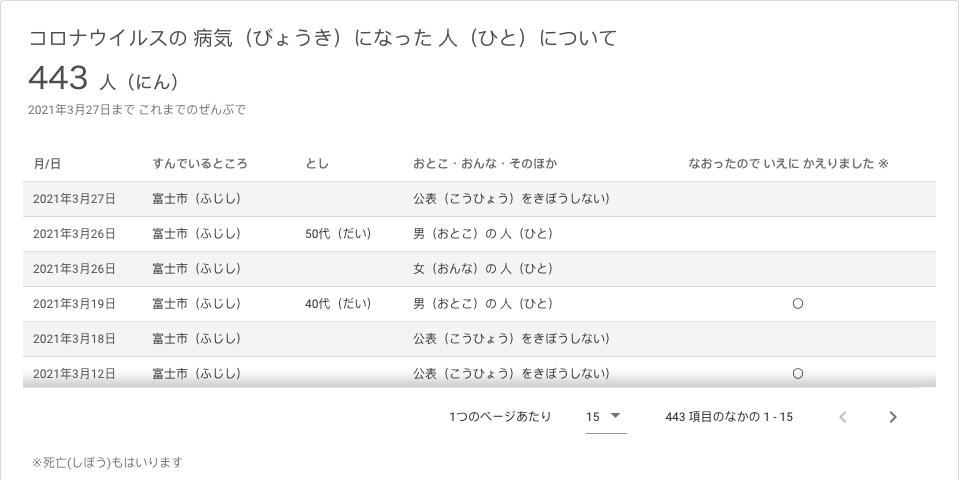 コロナウイルスの 病気（びょうき）になった 人（ひと）について
443 人（にん）
2021年3月27日まで これまでのぜんぶで
月/日 すんでいるところ とし おとこ・おんな・そのほか なおったので いえに かえりました ※
2021年3月27日 富士市（ふじし） 公表（こうひょう）をきぼうしない）
2021年3月26日 富士市（ふじし） 50代（だい） 男（おとこ）の 人（ひと）
2021年3月26日 富士市（ふじし） 女（おんな）の 人（ひと）
2021年3月19日 富士市（ふじし） 40代（だい） 男（おとこ）の 人（ひと） 〇
2021年3月18日 富士市（ふじし） 公表（こうひょう）をきぼうしない）
2021年3月12日 富士市（ふじし） 公表（こうひょう）をきぼうしない） 〇
1つのページあたり 15 443 項目のなかの 1 - 15
※死亡(しぼう)もはいります